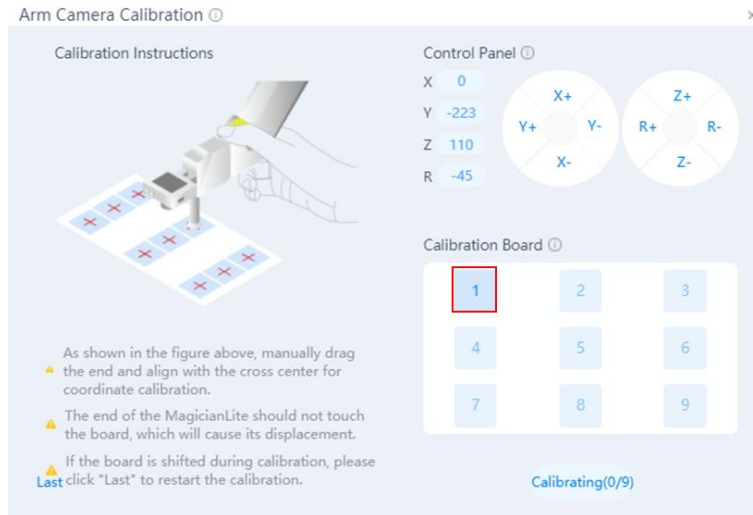 Arm Camera Calibration
Calibration Instructions
As shown in the figure above, manually drag
the end and align with the cross center for
coordinate calibration.
The end of the MagicianLite should not touch
the board, which will cause its displacement.
If the board is shifted during calibration, please
click "Last" to restart the calibration.
Last
Control Panel
X 0
Y -223
Z 110
R -45
X+
Y+ Y-
X-
Z+
R+ R-
Z-
Calibration Board
1 2 3
4 5 6
7 8 9
Calibrating(0/9)